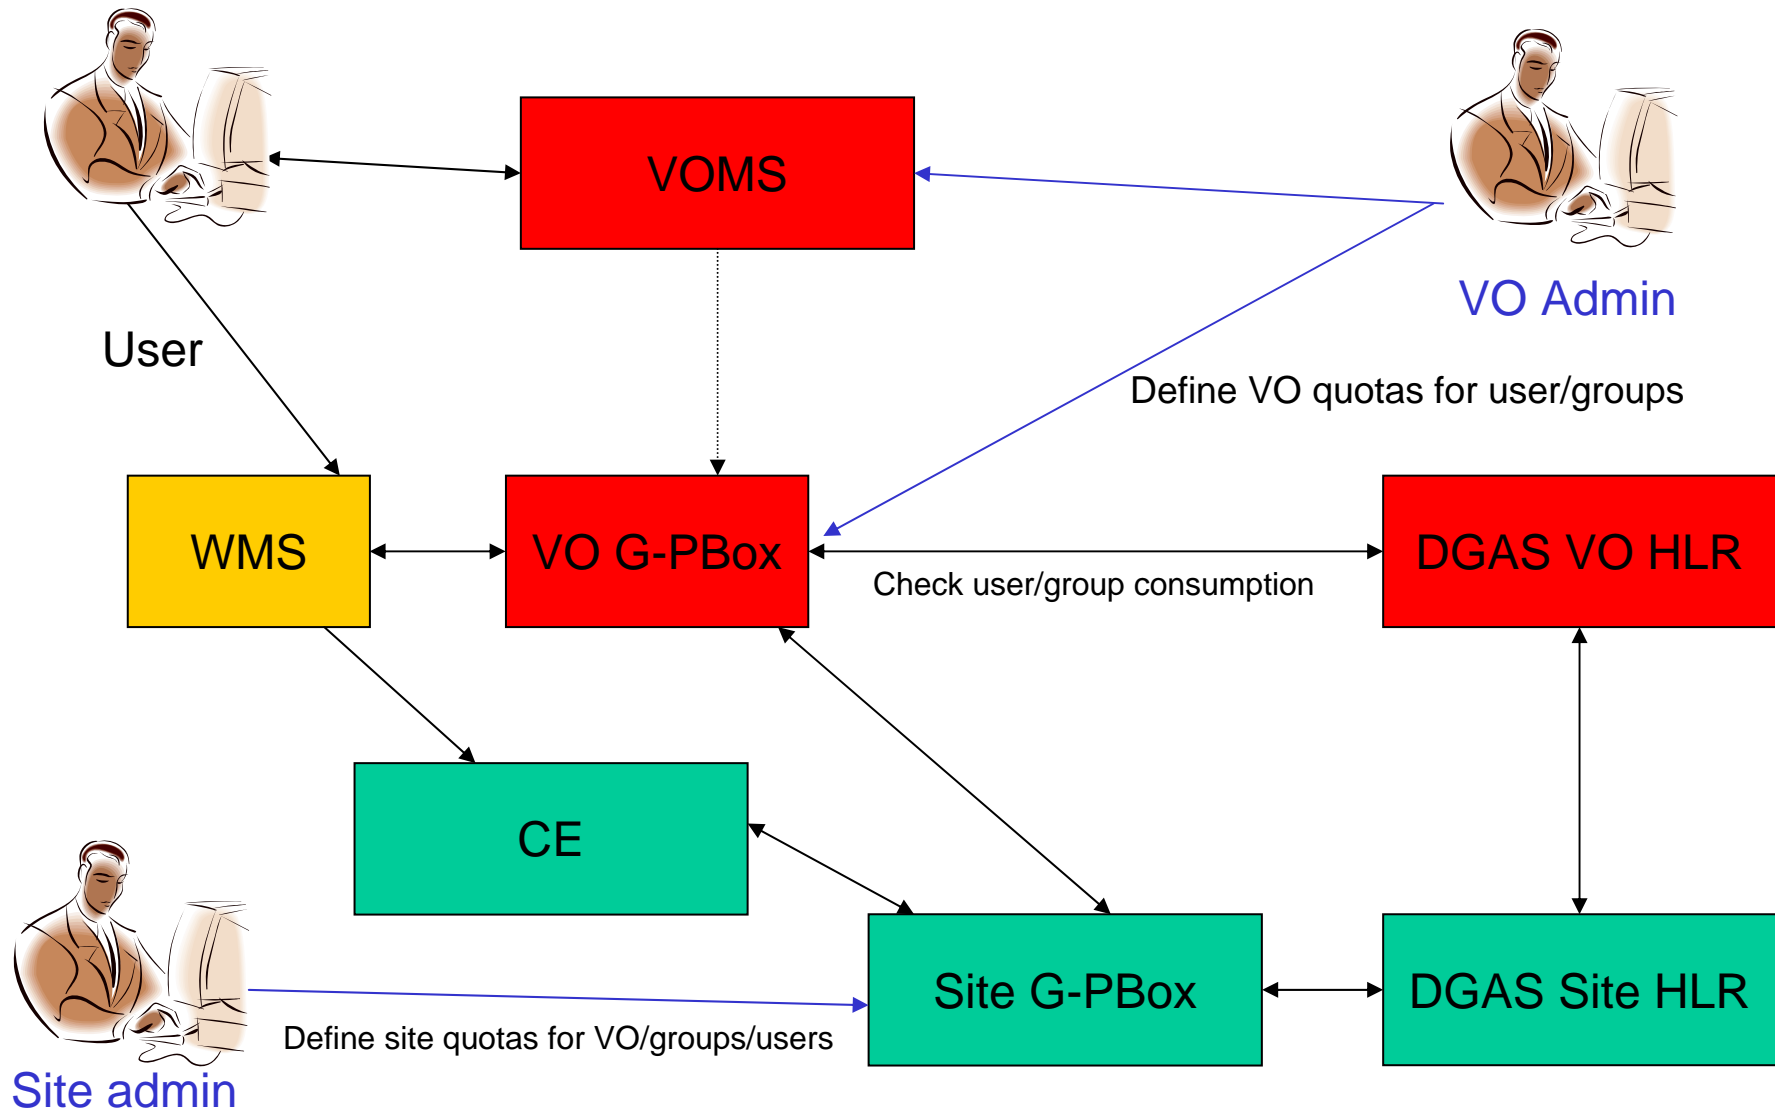 VOMS
VO Admin
User
Define VO quotas for user/groups
WMS
VO G-PBox
DGAS VO HLR
Check user/group consumption
CE
Site G-PBox
DGAS Site HLR
Define site quotas for VO/groups/users
Site admin